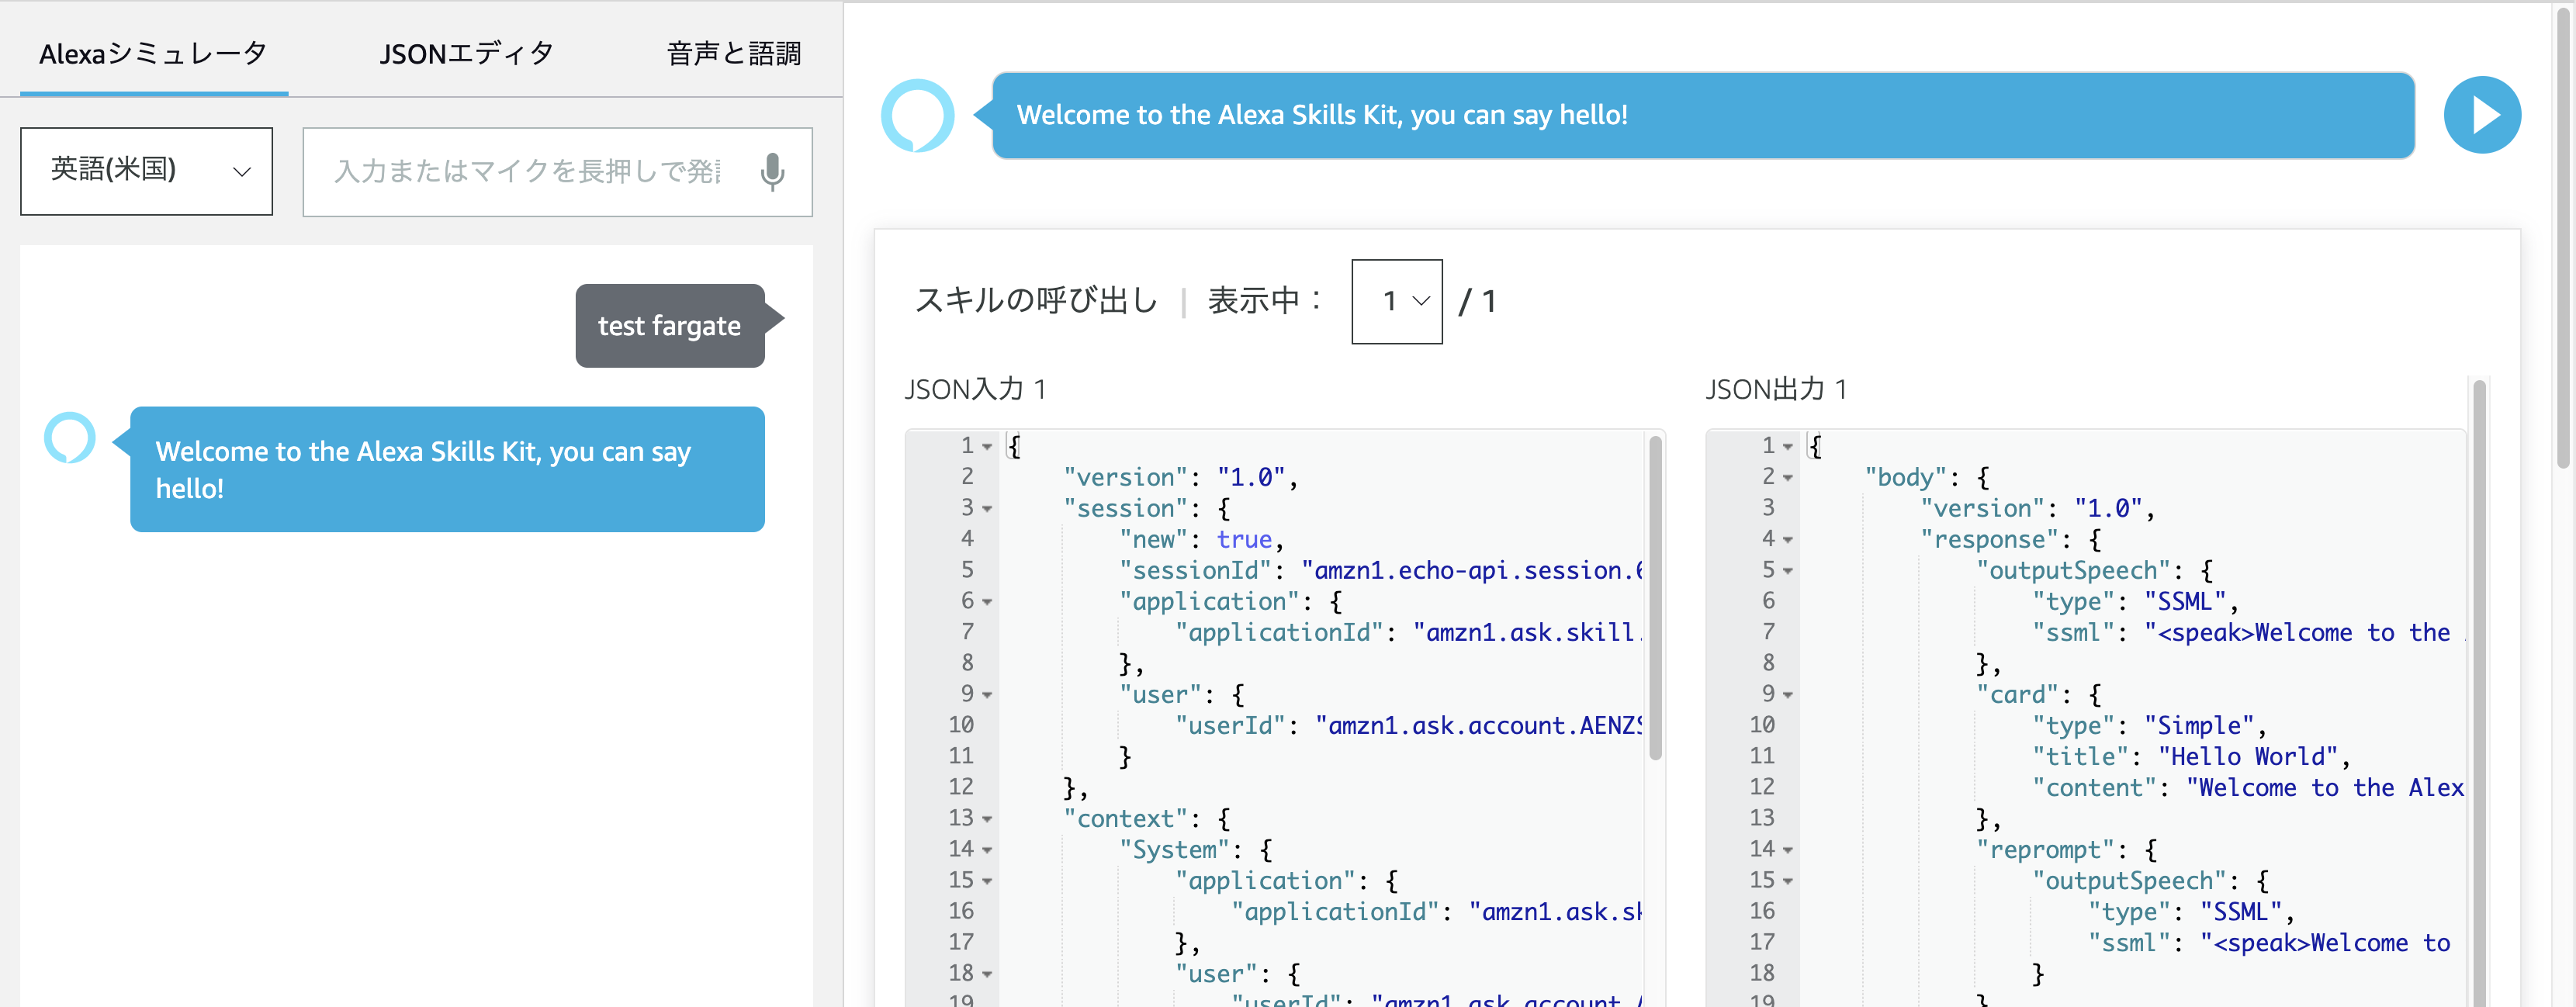 Alexaシミュレータ
JSONエディタ
音声と語調
英語(米国)
入力またはマイクを長押しで発
test fargate
Welcome to the Alexa Skills Kit, you can say
hello!
Welcome to the Alexa Skills Kit, you can say hello!
スキルの呼び出し | 表示中： 1 / 1
JSON入力 1
1 {
2 "version": "1.0",
3 "session": {
4 "new": true,
5 "sessionId": "amzn1.echo-api.session.
6 "application": {
7 "applicationId": "amzn1.ask.skill.
8 },
9 "user": {
10 "userId": "amzn1.ask.account.AENZS
11 }
12 },
13 "context": {
14 "System": {
15 "application": {
16 "applicationId": "amzn1.ask.sk
17 },
18 "user": {
19 "userId": "amzn1.ask.account.
JSON出力 1
1 {
2 "body": {
3 "version": "1.0",
4 "response": {
5 "outputSpeech": {
6 "type": "SSML",
7 "ssml": "<speak>Welcome to the
8 },
9 "card": {
10 "type": "Simple",
11 "title": "Hello World",
12 "content": "Welcome to the Alex
13 },
14 "reprompt": {
15 "outputSpeech": {
16 "type": "SSML",
17 "ssml": "<speak>Welcome to
18 }
19 }